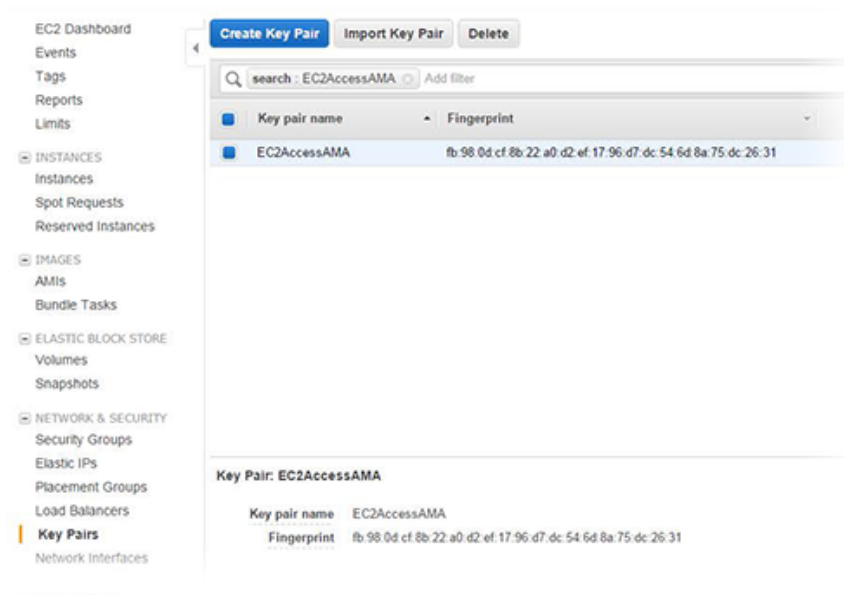 EC2 Dashboard
Events
Tags
Reports
Limits
INSTANCES
Instances
Spot Requests
Reserved Instances
IMAGES
AMIs
Bundle Tasks
ELASTIC BLOCK STORE
Volumes
Snapshots
NETWORK & SECURITY
Security Groups
Elastic IPs
Placement Groups
Load Balancers
Key Pairs
Network Interfaces
Create Key Pair Import Key Pair Delete
search : EC2AccessAMA Add filter
Key pair name Fingerprint
EC2AccessAMA fb:98:0d:cf:8b:22:a0:d2:ef:17:96:d7:dc:54:6d:8a:75:dc:26:31
Key Pair: EC2AccessAMA
Key pair name EC2AccessAMA
Fingerprint fb:98:0d:cf:8b:22:a0:d2:ef:17:96:d7:dc:54:6d:8a:75:dc:26:31